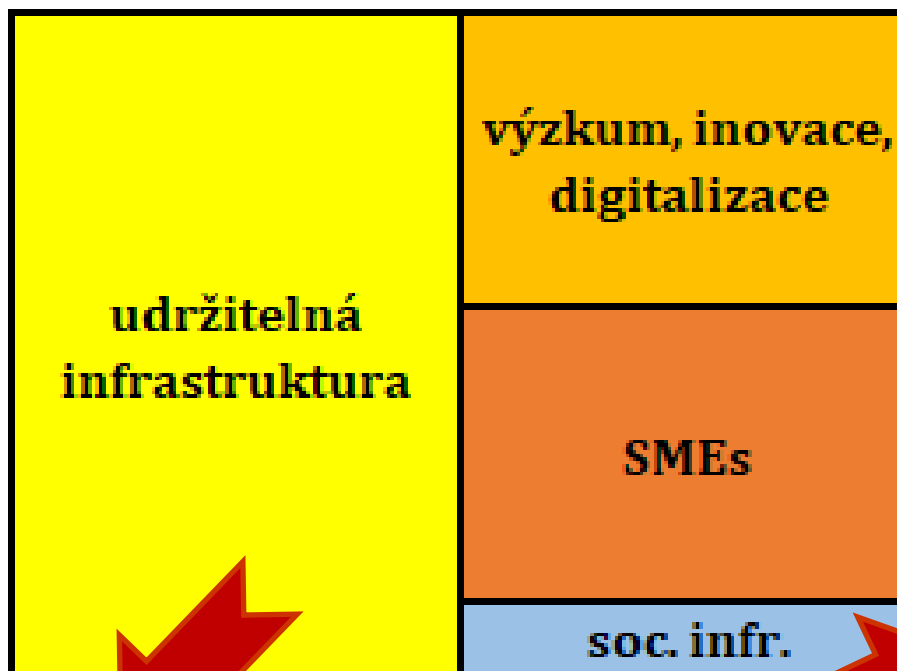 udržitelná
infrastruktura
výzkum, inovace,
digitalizace
SMEs
soc. infr.